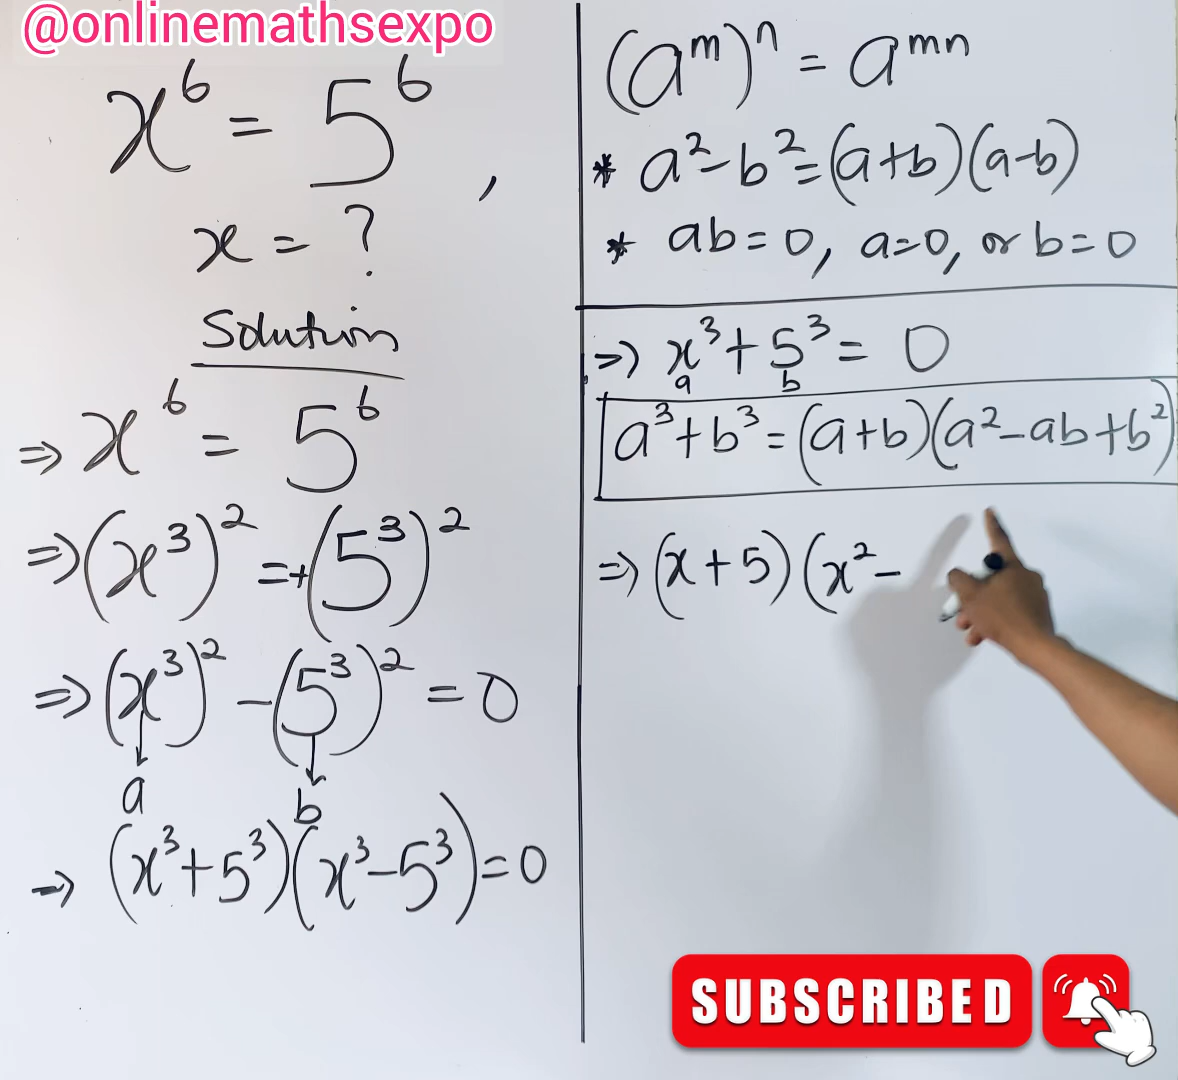 @onlinemathsexpo
x⁶ = 5⁶,
x = ?
Solution
⇒ x⁶ = 5⁶
⇒ (x³)² =+(5³)²
⇒ (x³)² - (5³)² = 0
a b
→ (x³+5³)(x³-5³)=0
(aᵐ)ⁿ = aᵐⁿ
* a²-b²=(a+b)(a-b)
* ab=0, a=0, or b=0
⇒ x³+5³= 0
a b
a³+b³=(a+b)(a²-ab+b²)
⇒ (x+5)(x²-
SUBSCRIBED